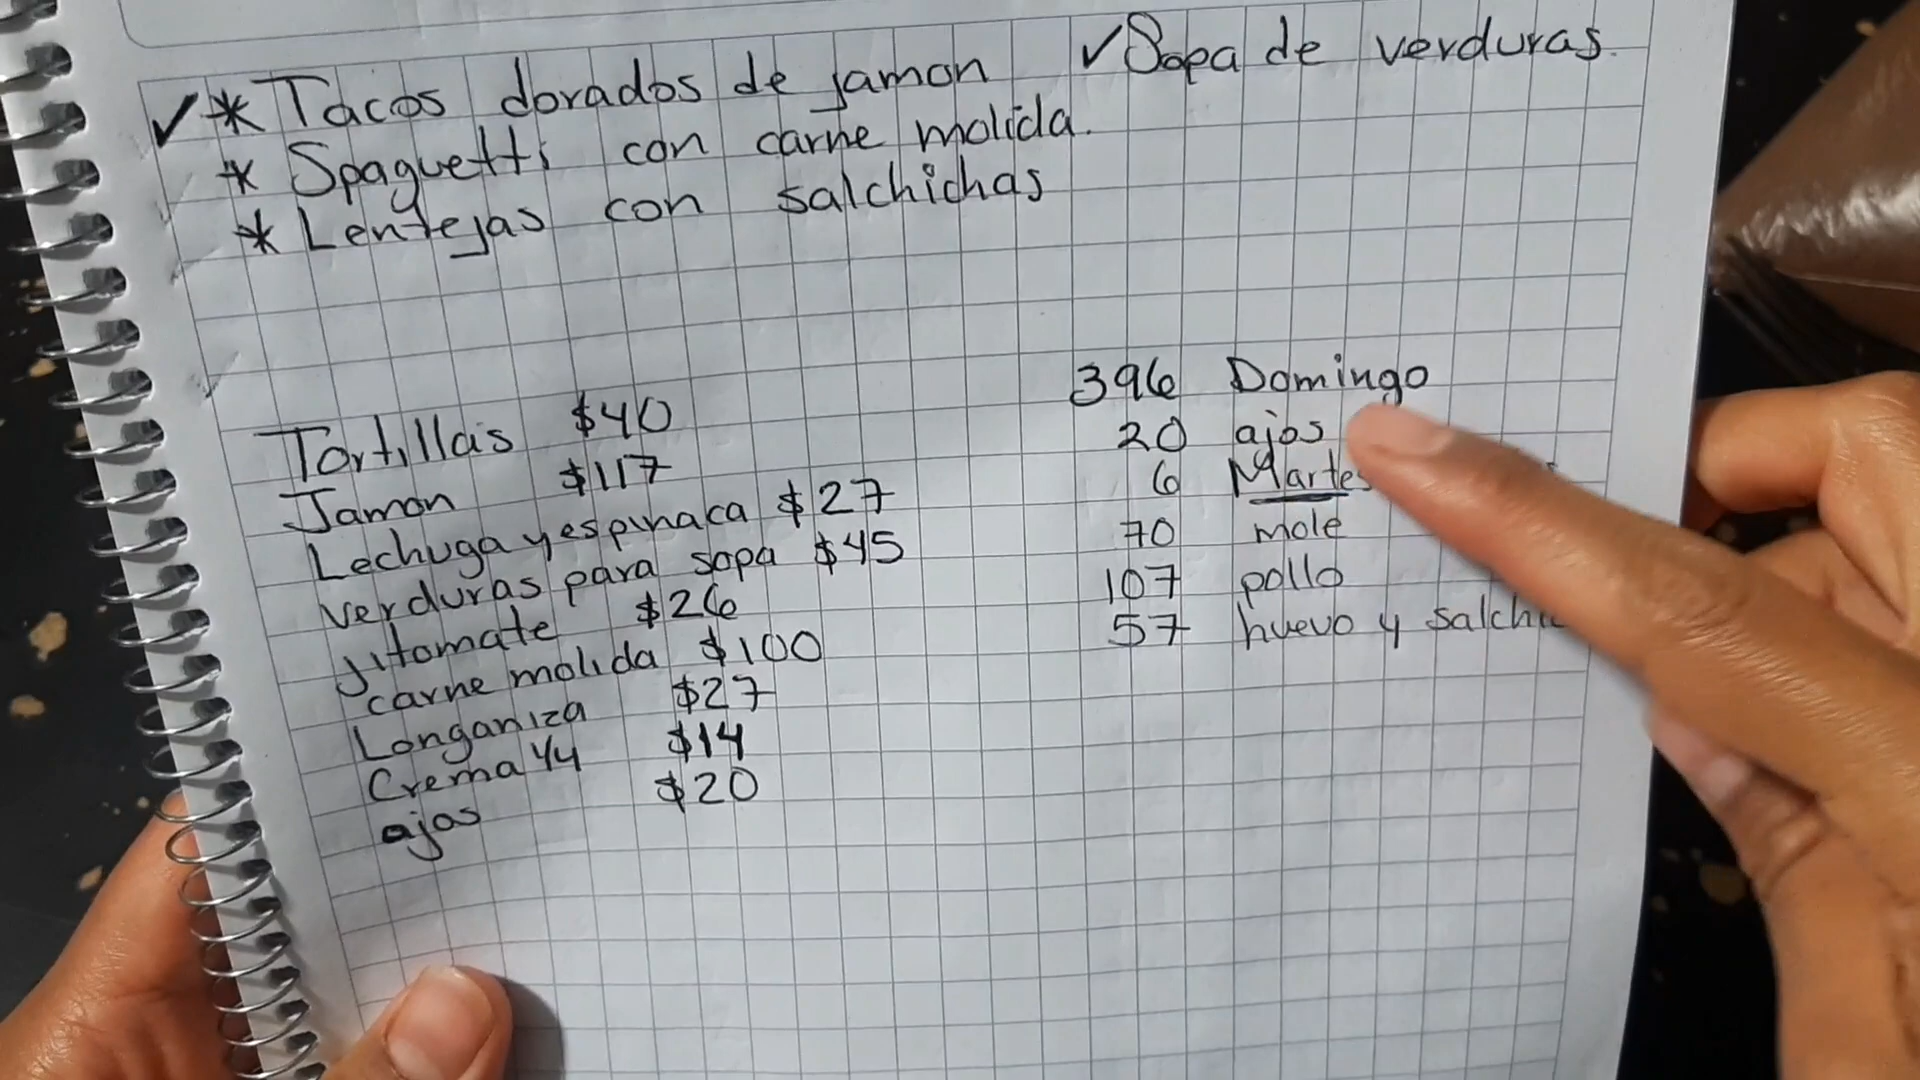 ✓* Tacos dorados de jamon ✓Sopa de verduras.
* Spaguetti con carne molida.
* Lentejas con salchichas
Tortillas $40
Jamon $117
Lechuga y espinaca $27
verduras para sopa $45
jitomate $26
carne molida $100
Longaniza $27
Crema 1/4 $14
ajos $20
396 Domingo
20 ajos
6 Martes
70 mole
107 pollo
57 huevo y